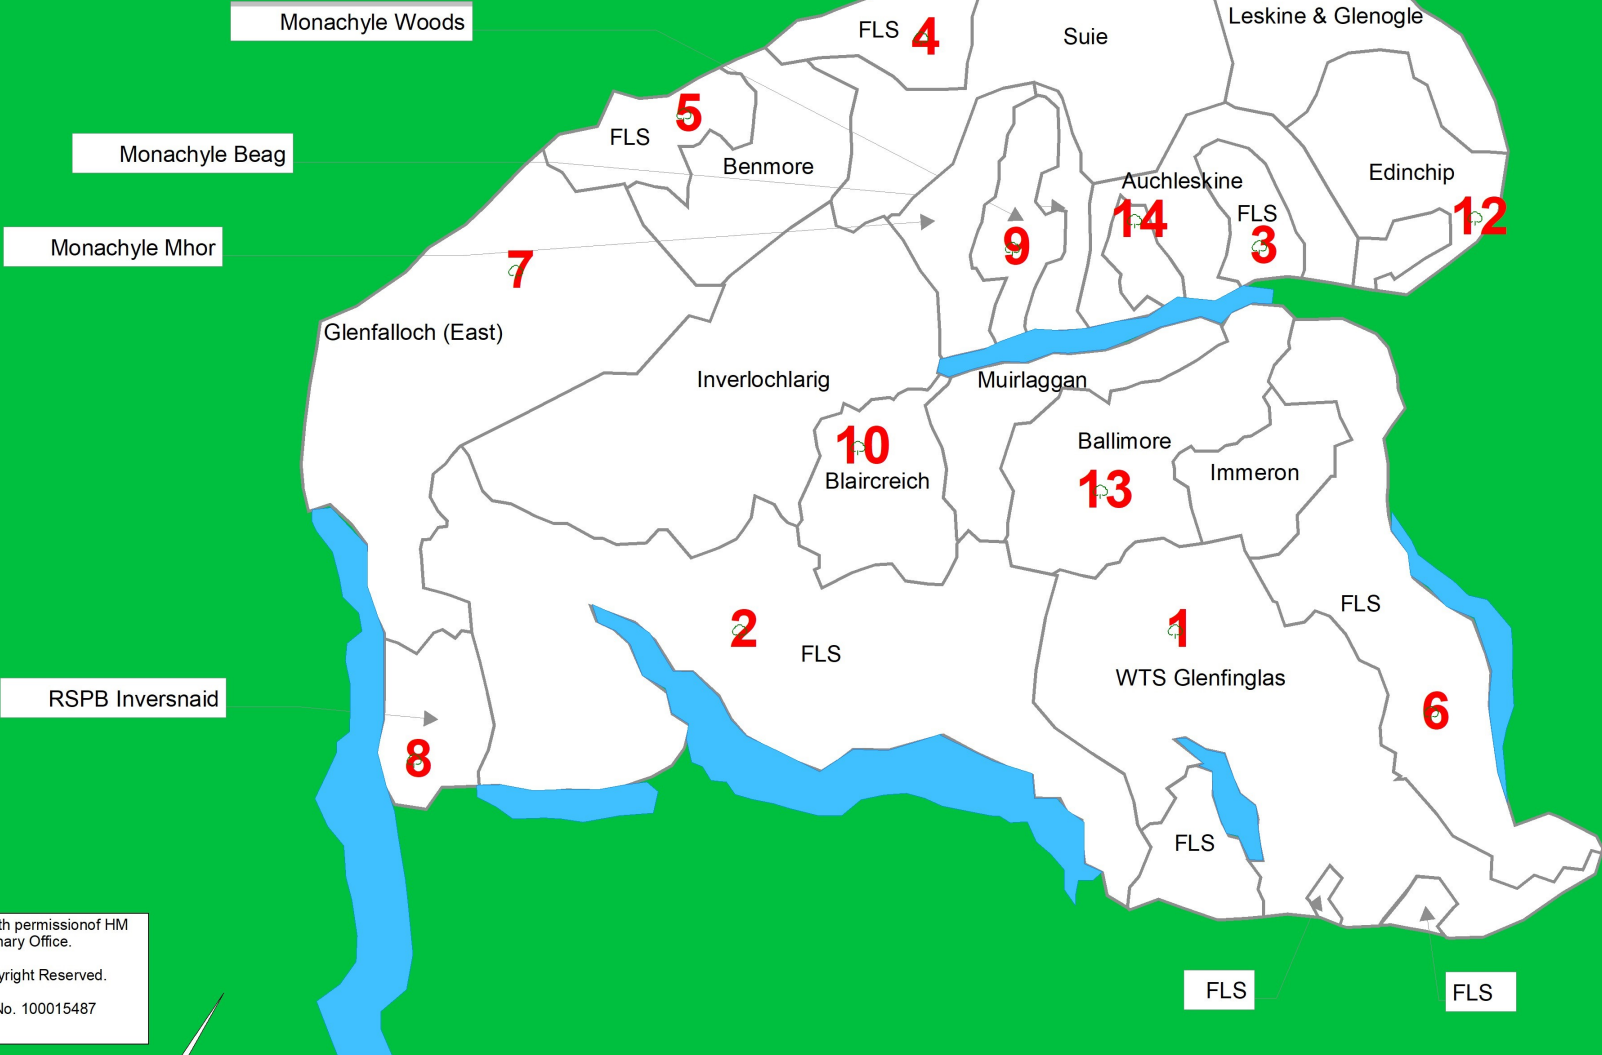 Monachyle Woods
FLS
4
Suie
Leskine & Glenogle
5
FLS
Monachyle Beag
Benmore
Auchleskine
Edinchip
14
FLS
3
12
9
Monachyle Mhor
7
Glenfalloch (East)
Inverlochlarig
Muirlaggan
10
Blaircreich
Ballimore
13
Immeron
FLS
2
FLS
1
WTS Glenfinglas
6
RSPB Inversnaid
8
FLS
th permissionof HM
nary Office.
yright Reserved.
No. 100015487
FLS
FLS